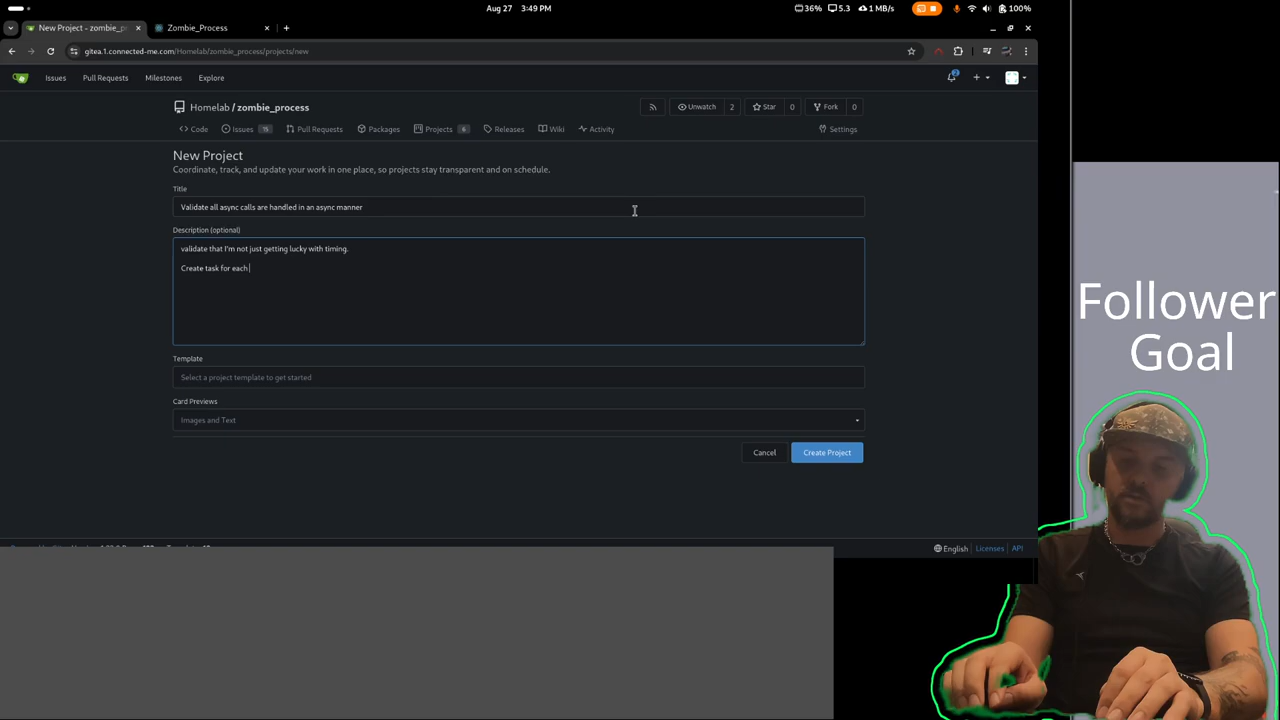 Aug 27 3:49 PM
36% 5.3 1 MB/s 100%
New Project - zombie_p
Zombie_Process
gitea.1.connected-me.com/Homelab/zombie_process/projects/new
Issues Pull Requests Milestones Explore
2
Homelab / zombie_process
Unwatch 2 Star 0 Fork 0
Code Issues 15 Pull Requests Packages Projects 6 Releases Wiki Activity Settings
New Project
Coordinate, track, and update your work in one place, so projects stay transparent and on schedule.
Title
Validate all async calls are handled in an async manner
Description (optional)
validate that I'm not just getting lucky with timing.
Create task for each
Template
Select a project template to get started
Card Previews
Images and Text
Cancel Create Project
English Licenses API
Follower
Goal